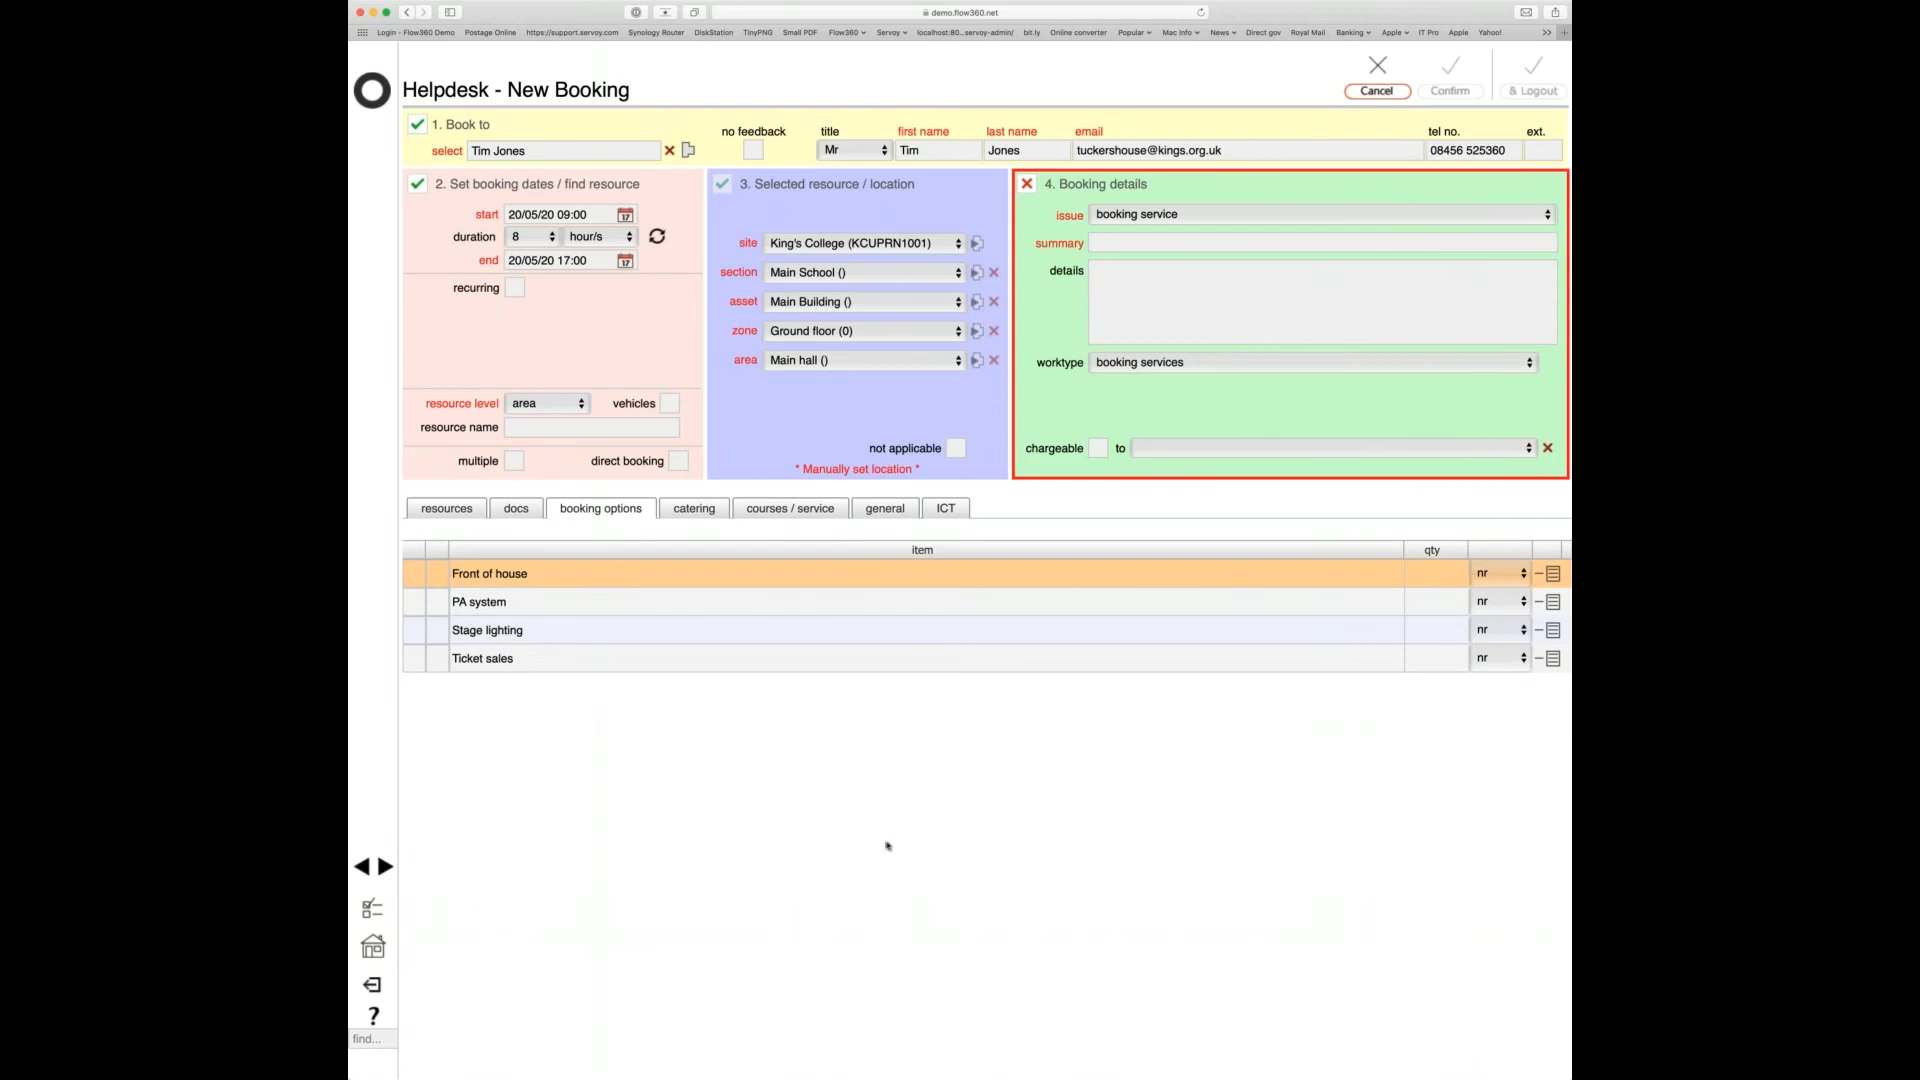 demo.flow360.net
Login - Flow360 Demo Postage Online https://support.servoy.com Synology Router DiskStation TinyPNG Small PDF Flow360 Servoy localhost:80...servoy-admin/ bit.ly Online converter Popular Mac Info News Direct gov Royal Mail Banking Apple IT Pro Apple Yahoo!
Helpdesk - New Booking
Cancel Confirm & Logout
1. Book to
no feedback title first name last name email tel no. ext.
select Tim Jones Mr Tim Jones tuckershouse@kings.org.uk 08456 525360
2. Set booking dates / find resource
start 20/05/20 09:00 17
duration 8 hour/s
end 20/05/20 17:00 17
recurring
resource level area vehicles
resource name
multiple direct booking
3. Selected resource / location
site King's College (KCUPRN1001)
section Main School ()
asset Main Building ()
zone Ground floor (0)
area Main hall ()
not applicable
* Manually set location *
4. Booking details
issue booking service
summary
details
worktype booking services
chargeable to
resources docs booking options catering courses / service general ICT
item qty
Front of house nr
PA system nr
Stage lighting nr
Ticket sales nr
?
find...